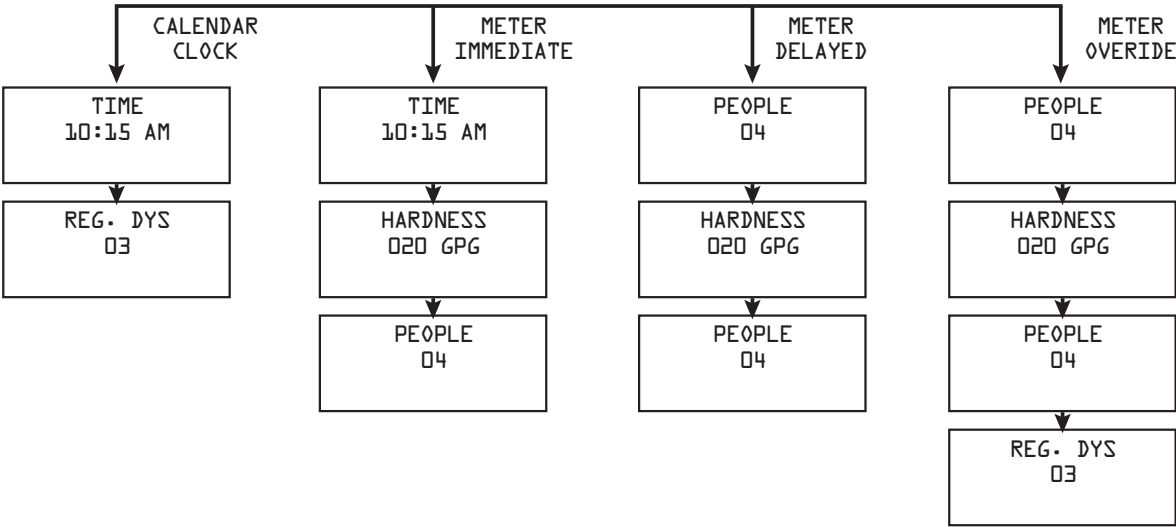 CALENDAR
CLOCK
TIME
10:15 AM
REG. DYS
03
METER
IMMEDIATE
TIME
10:15 AM
HARDNESS
020 GPG
PEOPLE
04
METER
DELAYED
PEOPLE
04
HARDNESS
020 GPG
PEOPLE
04
METER
OVERIDE
PEOPLE
04
HARDNESS
020 GPG
PEOPLE
04
REG. DYS
03